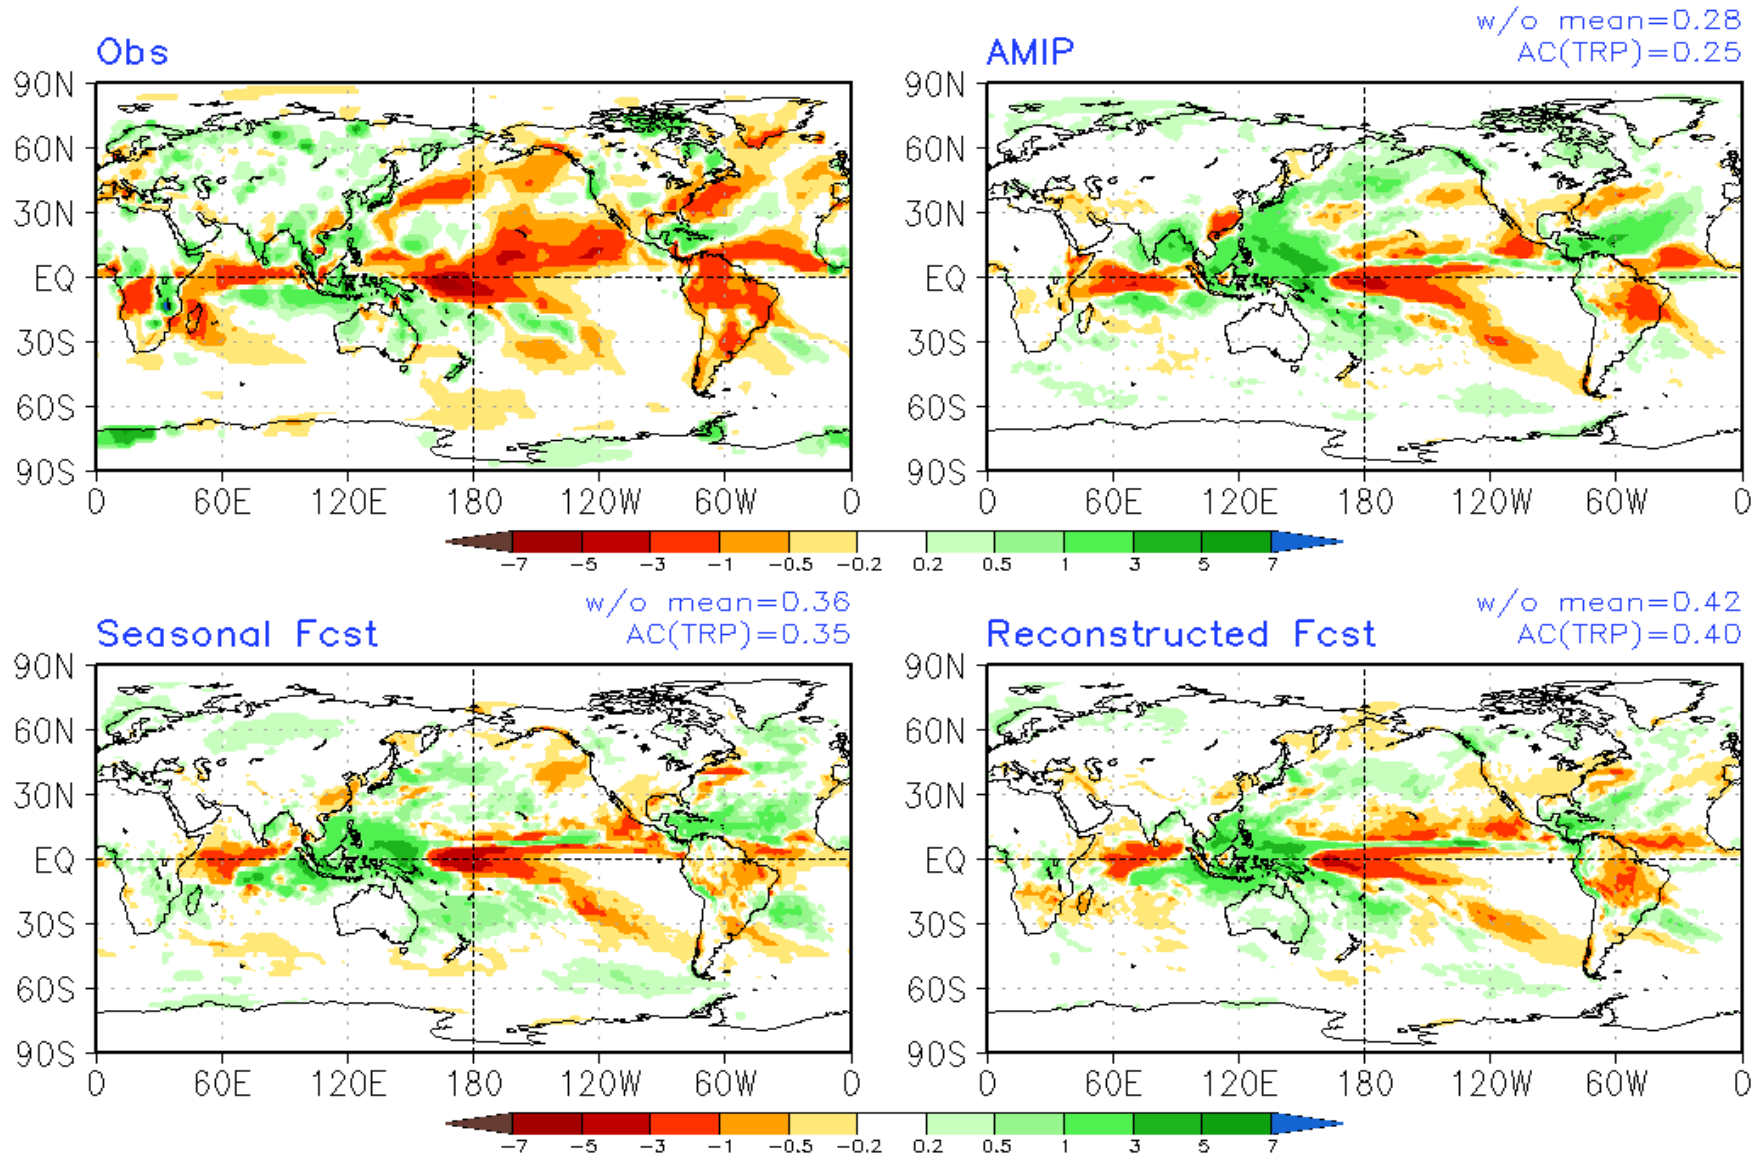 w/o mean=0.28
Obs AMIP AC(TRP)=0.25
90N 90N
60N 60N
30N 30N
EQ EQ
30S 30S
60S 60S
90S 90S
0 60E 120E 180 120W 60W 0 0 60E 120E 180 120W 60W 0
-7 -5 -3 -1 -0.5 -0.2 0.2 0.5 1 3 5 7
w/o mean=0.36 w/o mean=0.42
Seasonal Fcst AC(TRP)=0.35 Reconstructed Fcst AC(TRP)=0.40
90N 90N
60N 60N
30N 30N
EQ EQ
30S 30S
60S 60S
90S 90S
0 60E 120E 180 120W 60W 0 0 60E 120E 180 120W 60W 0
-7 -5 -3 -1 -0.5 -0.2 0.2 0.5 1 3 5 7